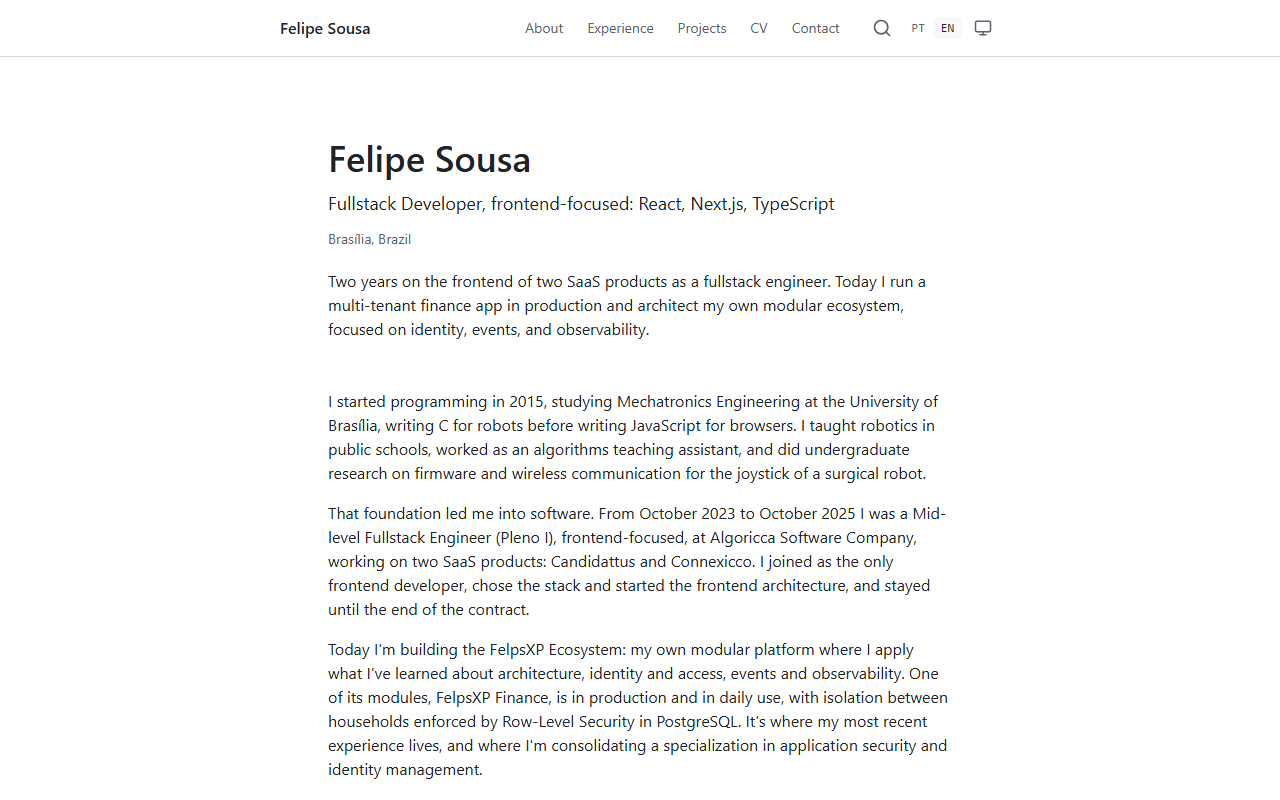 Felipe Sousa
About
Experience
Projects
CV
Contact
PT
EN
Felipe Sousa
Fullstack Developer, frontend-focused: React, Next.js, TypeScript
Brasília, Brazil
Two years on the frontend of two SaaS products as a fullstack engineer. Today I run a
multi-tenant finance app in production and architect my own modular ecosystem,
focused on identity, events, and observability.
I started programming in 2015, studying Mechatronics Engineering at the University of
Brasília, writing C for robots before writing JavaScript for browsers. I taught robotics in
public schools, worked as an algorithms teaching assistant, and did undergraduate
research on firmware and wireless communication for the joystick of a surgical robot.
That foundation led me into software. From October 2023 to October 2025 I was a Mid-
level Fullstack Engineer (Pleno I), frontend-focused, at Algoricca Software Company,
working on two SaaS products: Candidattus and Connexicco. I joined as the only
frontend developer, chose the stack and started the frontend architecture, and stayed
until the end of the contract.
Today I'm building the FelpsXP Ecosystem: my own modular platform where I apply
what I've learned about architecture, identity and access, events and observability. One
of its modules, FelpsXP Finance, is in production and in daily use, with isolation between
households enforced by Row-Level Security in PostgreSQL. It's where my most recent
experience lives, and where I'm consolidating a specialization in application security and
identity management.